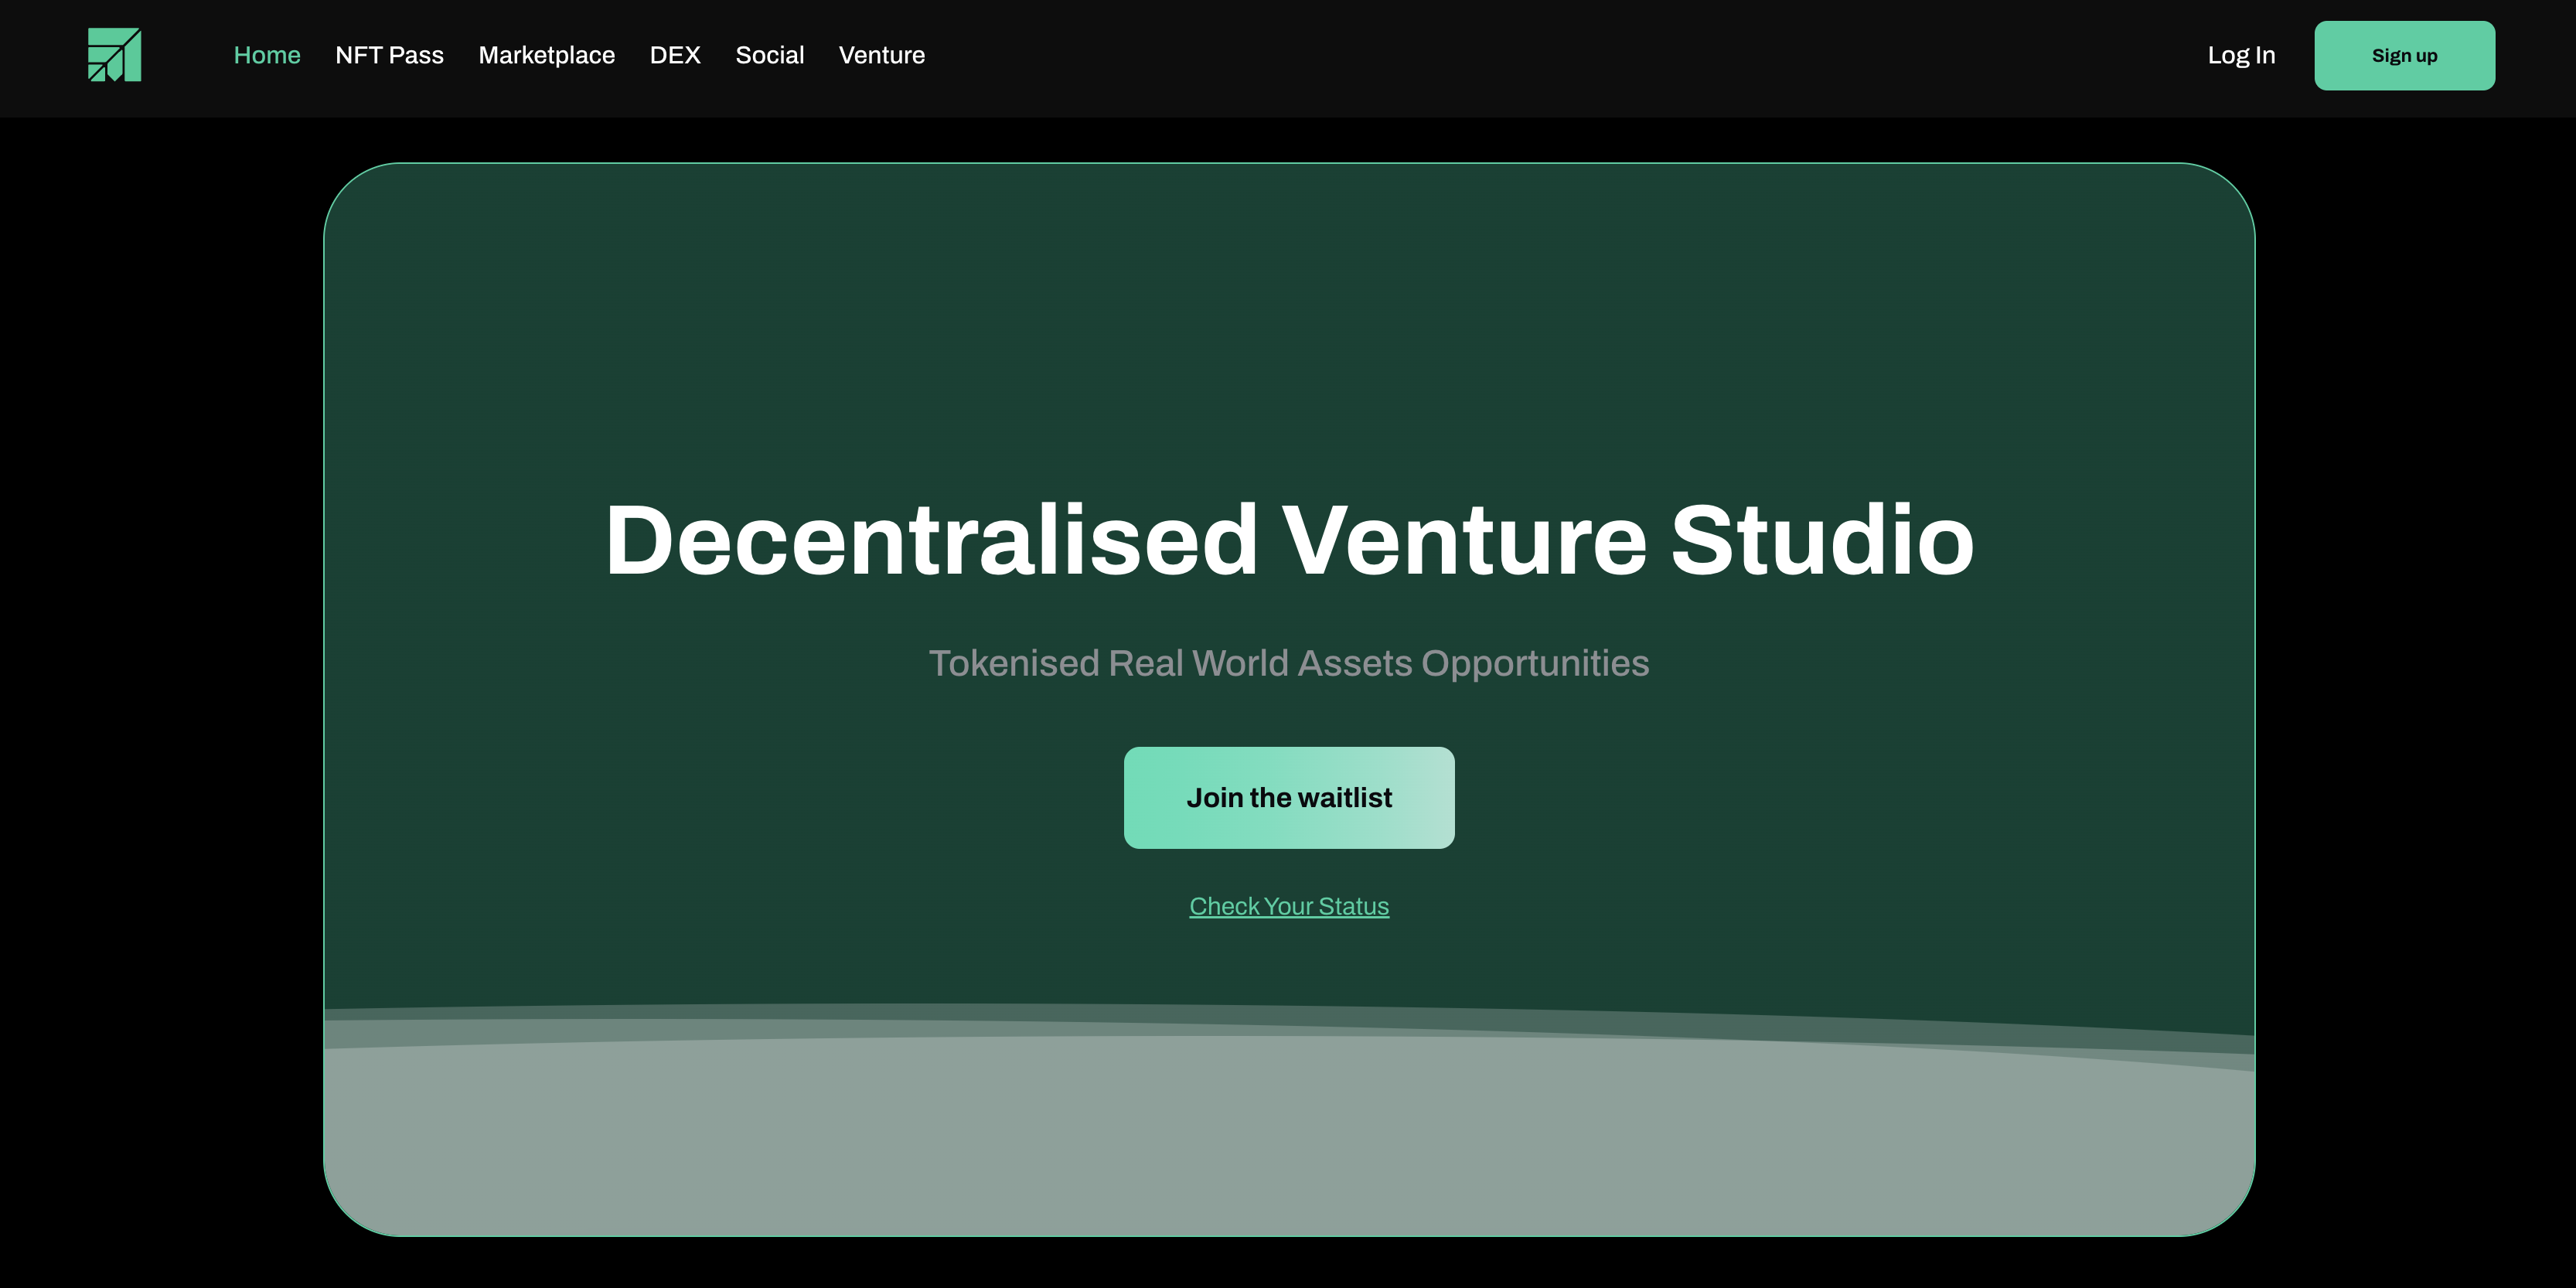 Home NFT Pass Marketplace DEX Social Venture Log In Sign up
Decentralised Venture Studio
Tokenised Real World Assets Opportunities
Join the waitlist
Check Your Status